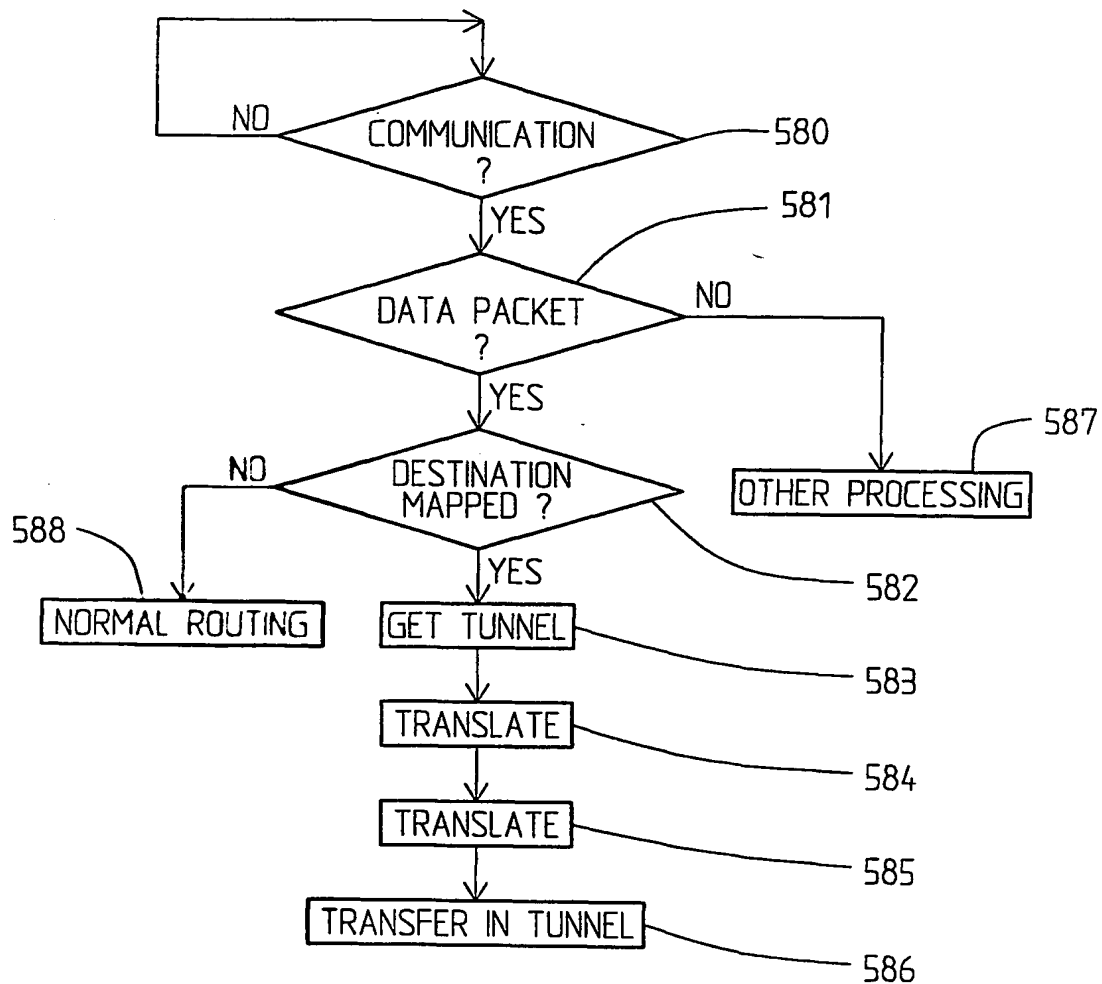 NO
COMMUNICATION
?
580
YES
581
DATA PACKET
?
NO
YES
587
OTHER PROCESSING
NO
DESTINATION
MAPPED ?
588
582
YES
NORMAL ROUTING
GET TUNNEL
583
TRANSLATE
584
TRANSLATE
585
TRANSFER IN TUNNEL
586